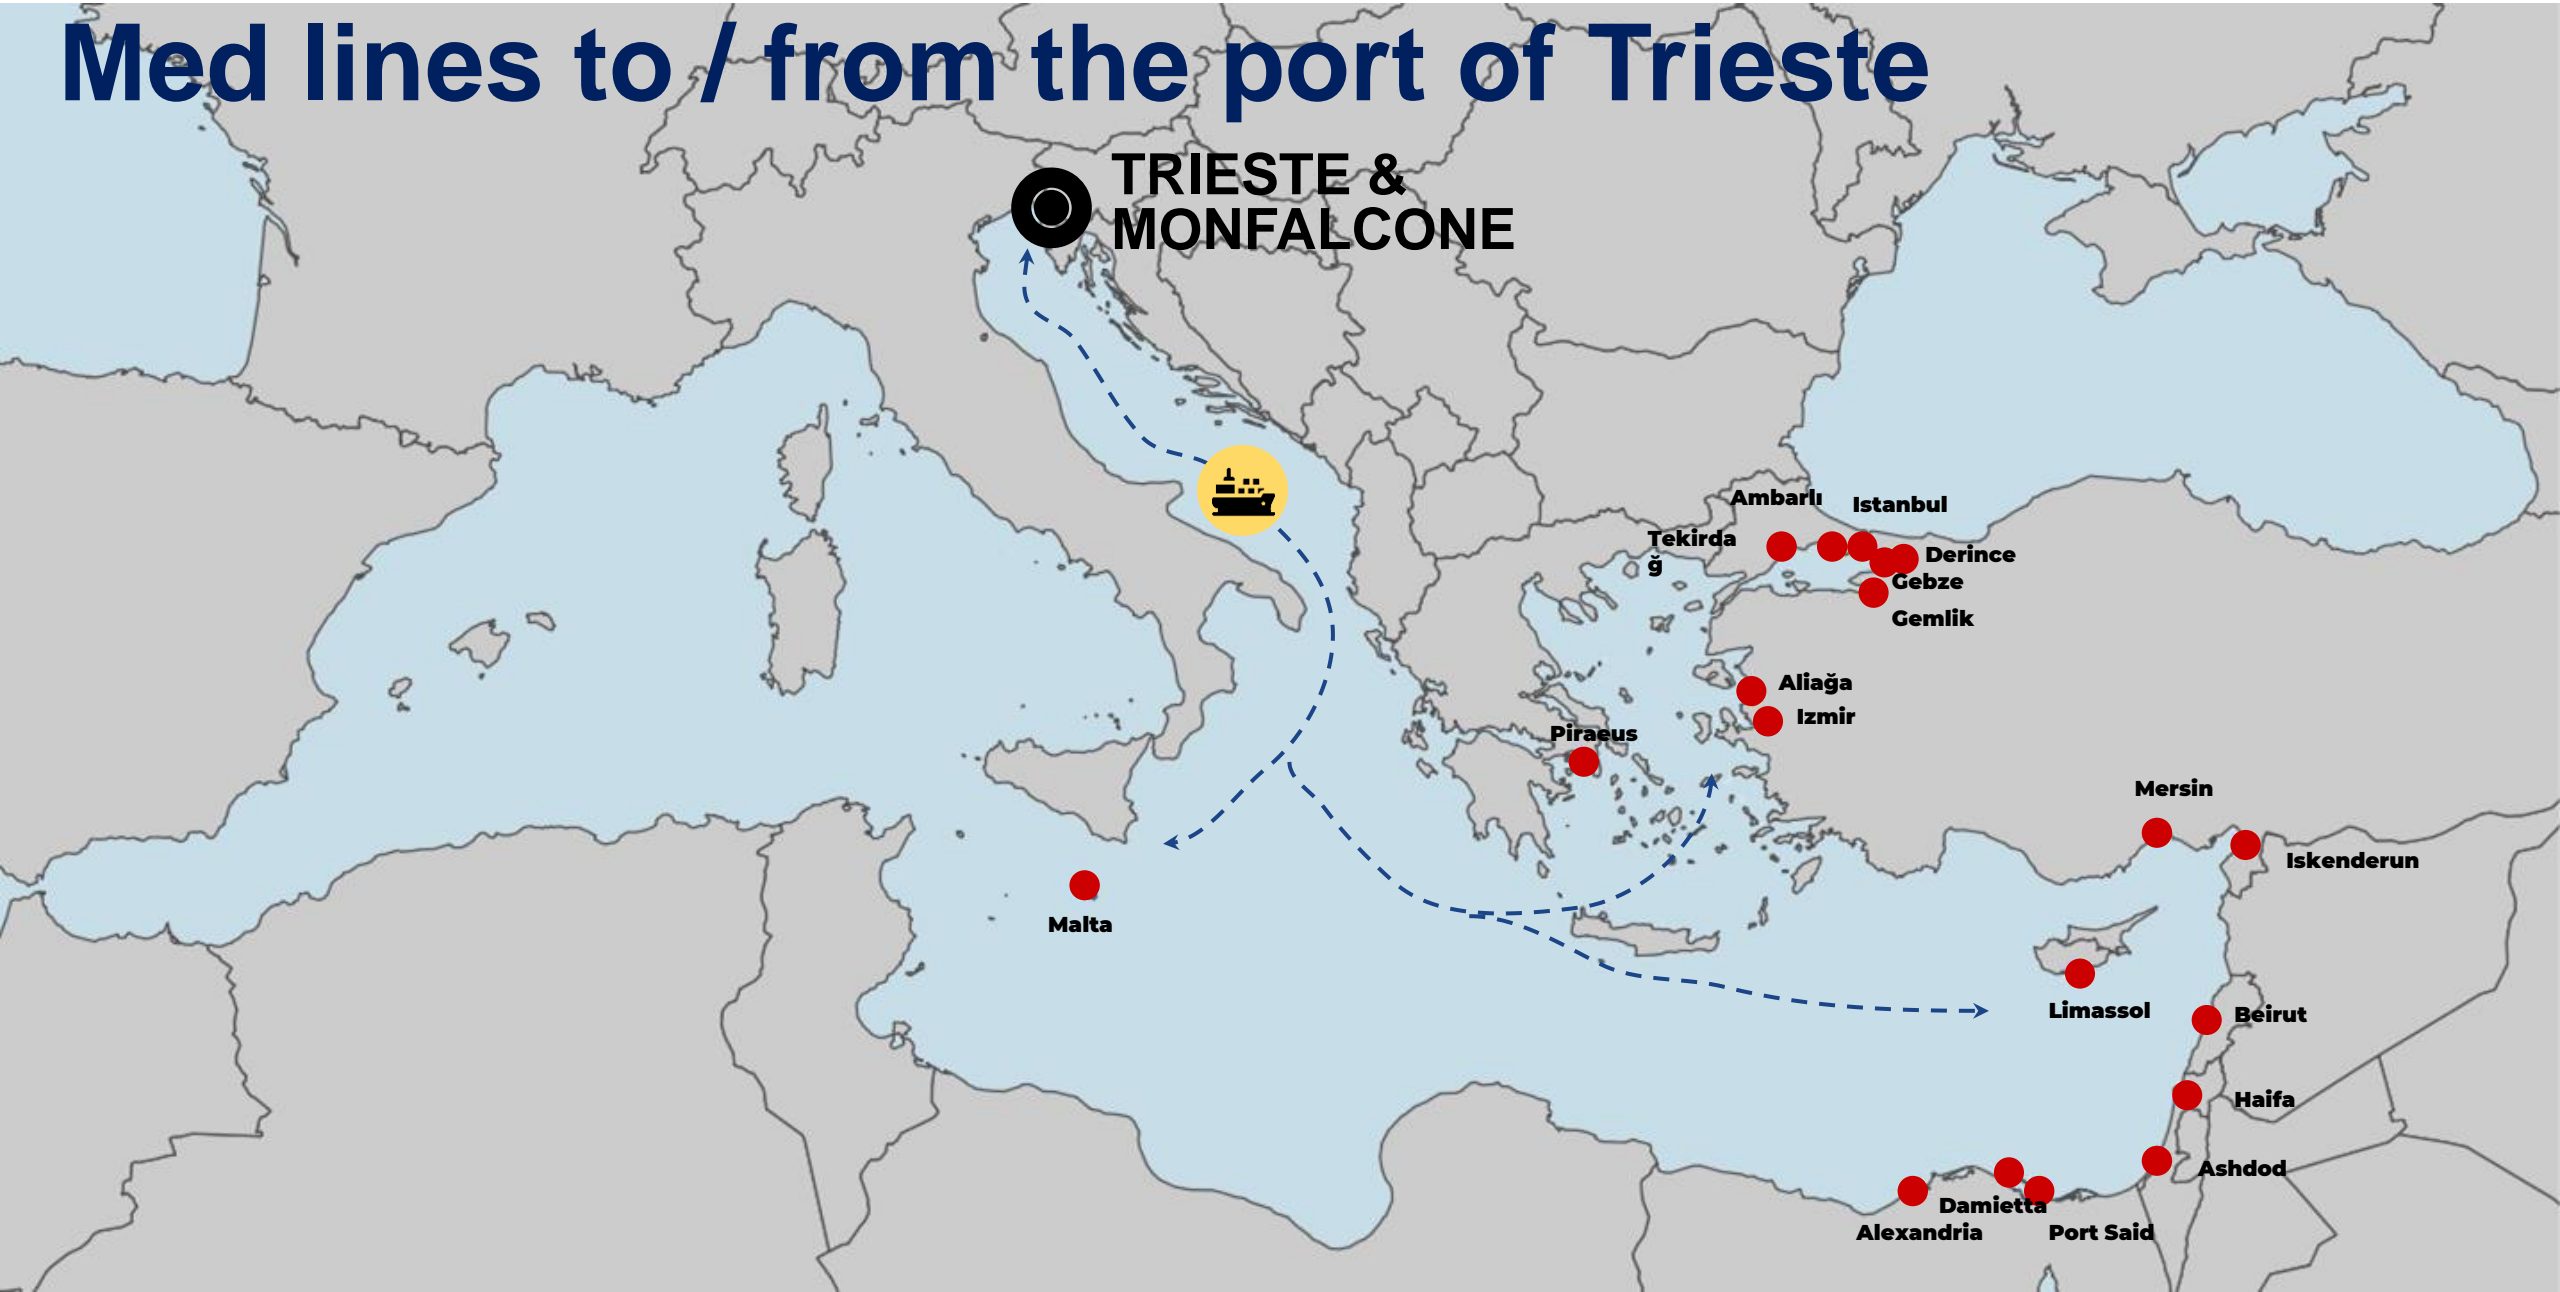 Med lines to / from the port of Trieste
TRIESTE &
MONFALCONE
Ambarlı
Istanbul
Tekirda
ğ
Derince
Gebze
Gemlik
Aliağa
Izmir
Piraeus
Mersin
Iskenderun
Malta
Limassol
Beirut
Haifa
Ashdod
Damietta
Alexandria
Port Said